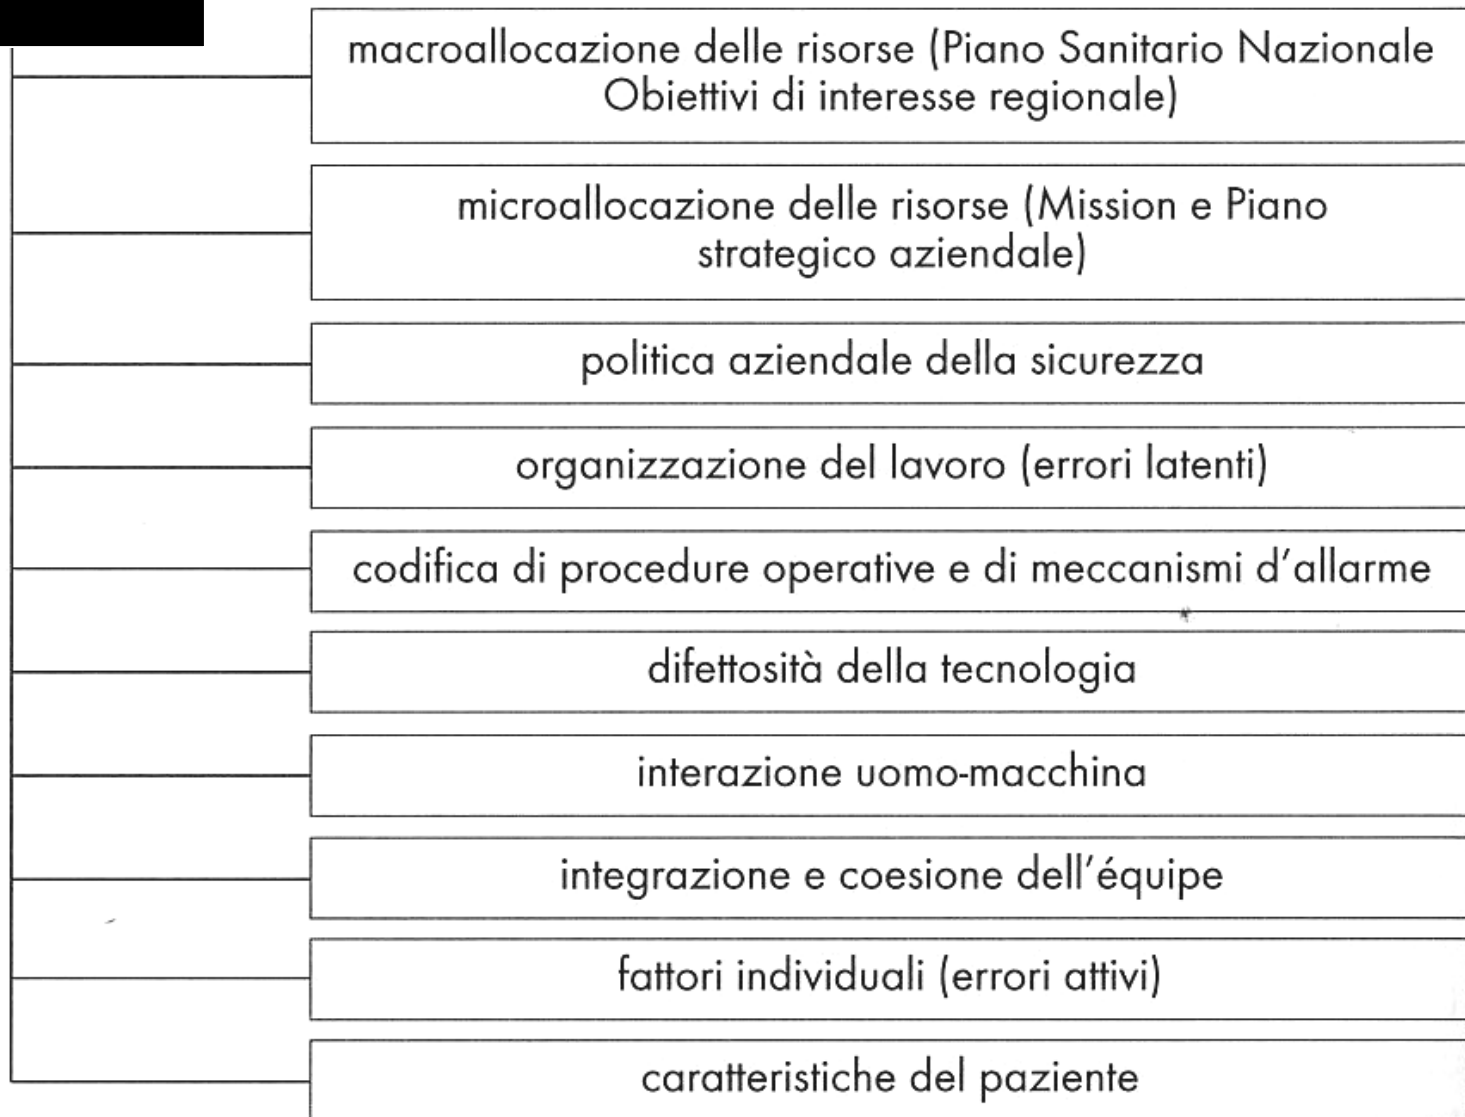 macroallocazione delle risorse (Piano Sanitario Nazionale
Obiettivi di interesse regionale)
microallocazione delle risorse (Mission e Piano
strategico aziendale)
politica aziendale della sicurezza
organizzazione del lavoro (errori latenti)
codifica di procedure operative e di meccanismi d'allarme
difettosità della tecnologia
interazione uomo-macchina
integrazione e coesione dell'équipe
fattori individuali (errori attivi)
caratteristiche del paziente